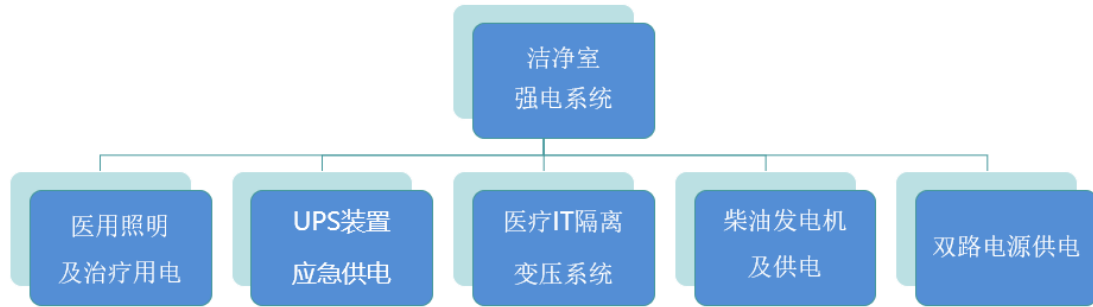 洁净室
强电系统
医用照明
及治疗用电
UPS装置
应急供电
医疗IT隔离
变压系统
柴油发电机
及供电
双路电源供电